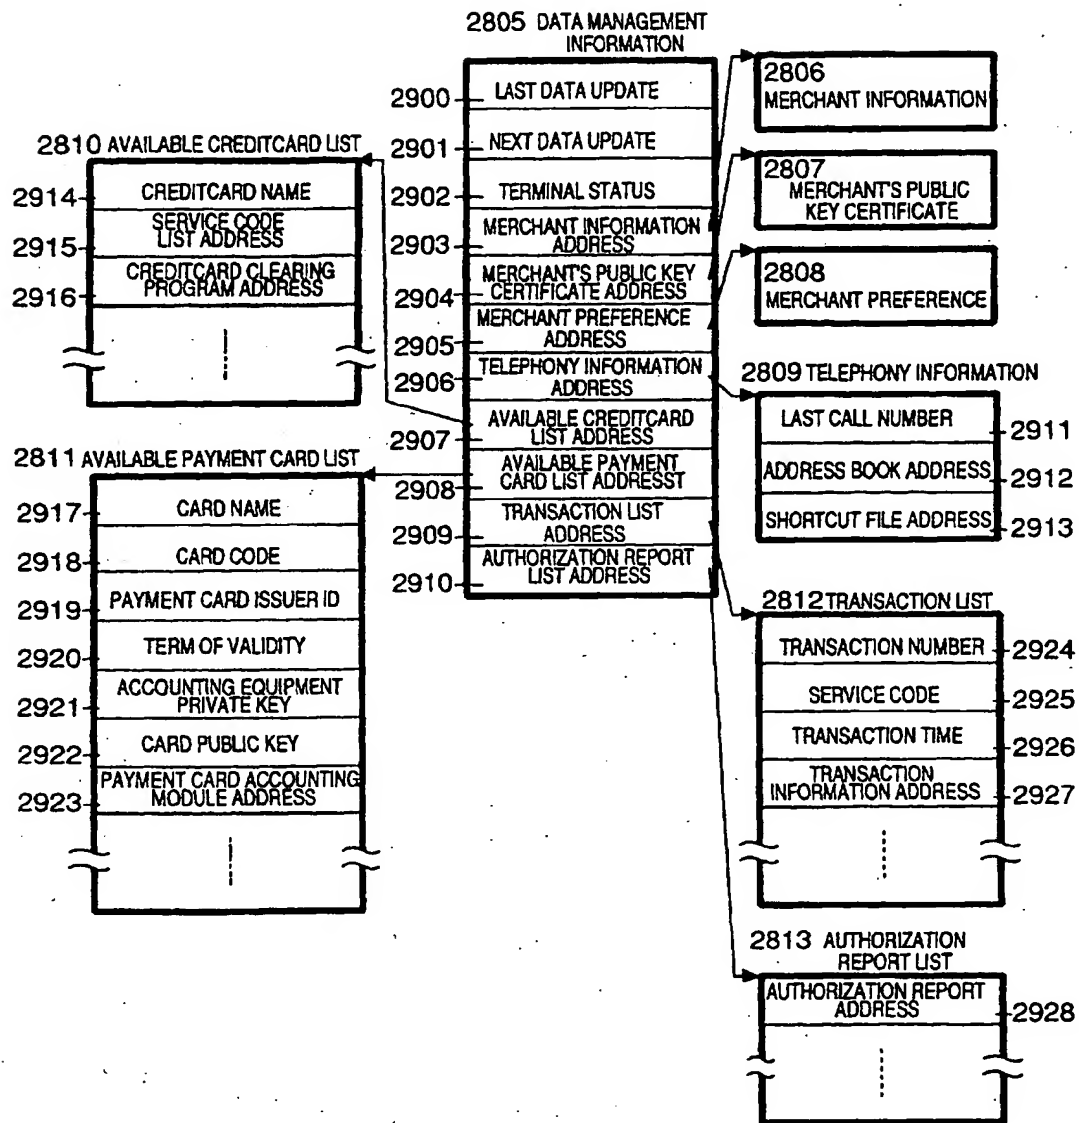 2805 DATA MANAGEMENT
INFORMATION
2900
LAST DATA UPDATE
2901
NEXT DATA UPDATE
2902
TERMINAL STATUS
2903
MERCHANT INFORMATION
ADDRESS
2904
MERCHANT'S PUBLIC KEY
CERTIFICATE ADDRESS
2905
MERCHANT PREFERENCE
ADDRESS
2906
TELEPHONY INFORMATION
ADDRESS
2907
AVAILABLE CREDITCARD
LIST ADDRESS
2908
AVAILABLE PAYMENT
CARD LIST ADDRESST
2909
TRANSACTION LIST
ADDRESS
2910
AUTHORIZATION REPORT
LIST ADDRESS
2810 AVAILABLE CREDITCARD LIST
2914
CREDITCARD NAME
2915
SERVICE CODE
LIST ADDRESS
2916
CREDITCARD CLEARING
PROGRAM ADDRESS
2811 AVAILABLE PAYMENT CARD LIST
2917
CARD NAME
2918
CARD CODE
2919
PAYMENT CARD ISSUER ID
2920
TERM OF VALIDITY
2921
ACCOUNTING EQUIPMENT
PRIVATE KEY
2922
CARD PUBLIC KEY
2923
PAYMENT CARD ACCOUNTING
MODULE ADDRESS
2806
MERCHANT INFORMATION
2807
MERCHANT'S PUBLIC
KEY CERTIFICATE
2808
MERCHANT PREFERENCE
2809 TELEPHONY INFORMATION
LAST CALL NUMBER
2911
ADDRESS BOOK ADDRESS
2912
SHORTCUT FILE ADDRESS
2913
2812 TRANSACTION LIST
TRANSACTION NUMBER
2924
SERVICE CODE
2925
TRANSACTION TIME
2926
TRANSACTION
INFORMATION ADDRESS
2927
2813 AUTHORIZATION
REPORT LIST
AUTHORIZATION REPORT
ADDRESS
2928